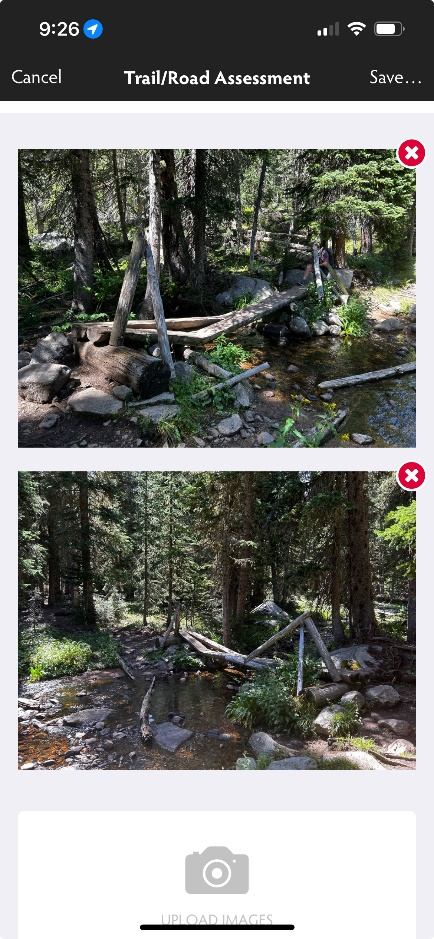 9:26
Cancel Trail/Road Assessment Save...
UPLOAD IMAGES